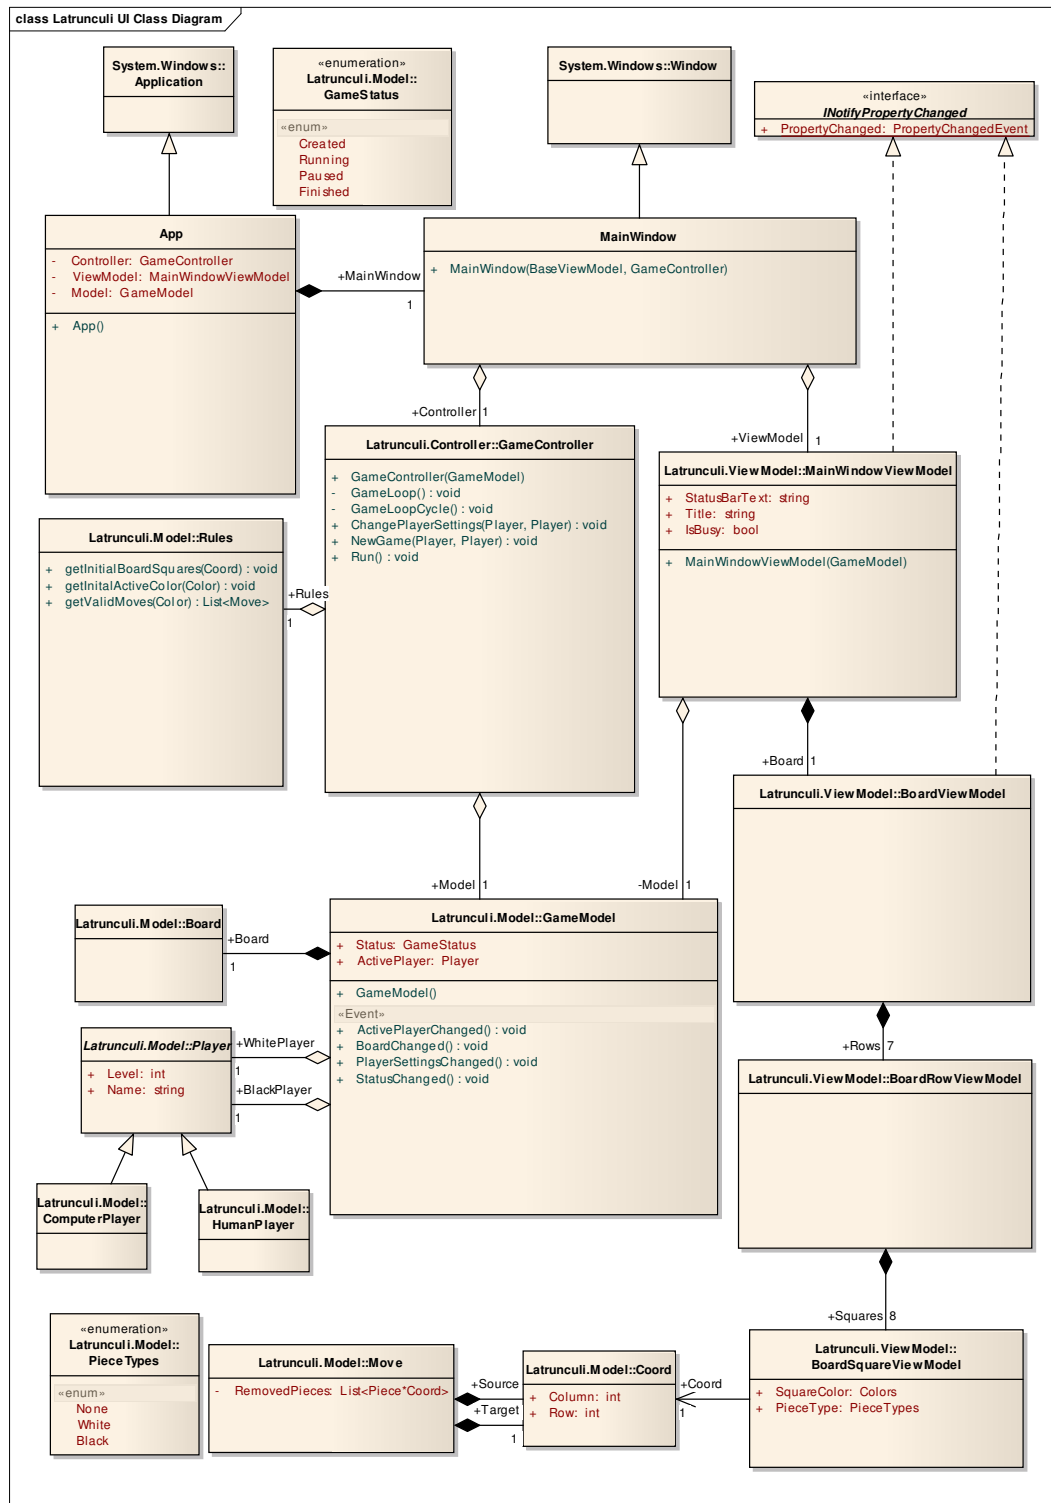 class Latrunculi UI Class Diagram
System.Windows::
Application
«enumeration»
Latrunculi.Model::
GameStatus
«enum»
Created
Running
Paused
Finished
System.Windows::Window
«interface»
INotifyPropertyChanged
+ PropertyChanged: PropertyChangedEvent
App
- Controller: GameController
- ViewModel: MainWindowViewModel
- Model: GameModel
+ App()
+MainWindow
1
MainWindow
+ MainWindow(BaseViewModel, GameController)
+Controller 1
+ViewModel
1
Latrunculi.Controller::GameController
+ GameController(GameModel)
- GameLoop() : void
- GameLoopCycle() : void
+ ChangePlayerSettings(Player, Player) : void
+ NewGame(Player, Player) : void
+ Run() : void
Latrunculi.ViewModel::MainWindowViewModel
+ StatusBarText: string
+ Title: string
+ IsBusy: bool
+ MainWindowViewModel(GameModel)
Latrunculi.Model::Rules
+ getInitialBoardSquares(Coord) : void
+ getInitalActiveColor(Color) : void
+ getValidMoves(Color) : List<Move>
+Rules
1
+Board 1
Latrunculi.ViewModel::BoardViewModel
+Model 1
-Model 1
Latrunculi.Model::Board
+Board
1
Latrunculi.Model::GameModel
+ Status: GameStatus
+ ActivePlayer: Player
+ GameModel()
«Event»
+ ActivePlayerChanged() : void
+ BoardChanged() : void
+ PlayerSettingsChanged() : void
+ StatusChanged() : void
Latrunculi.Model::Player
+ Level: int
+ Name: string
+WhitePlayer
1
+BlackPlayer
1
+Rows 7
Latrunculi.ViewModel::BoardRowViewModel
Latrunculi.Model::
ComputerPlayer
Latrunculi.Model::
HumanPlayer
+Squares 8
«enumeration»
Latrunculi.Model::
PieceTypes
«enum»
None
White
Black
Latrunculi.Model::Move
- RemovedPieces: List<Piece*Coord>
+Source
+Target
1
Latrunculi.Model::Coord
+ Column: int
+ Row: int
+Coord
1
Latrunculi.ViewModel::
BoardSquareViewModel
+ SquareColor: Colors
+ PieceType: PieceTypes